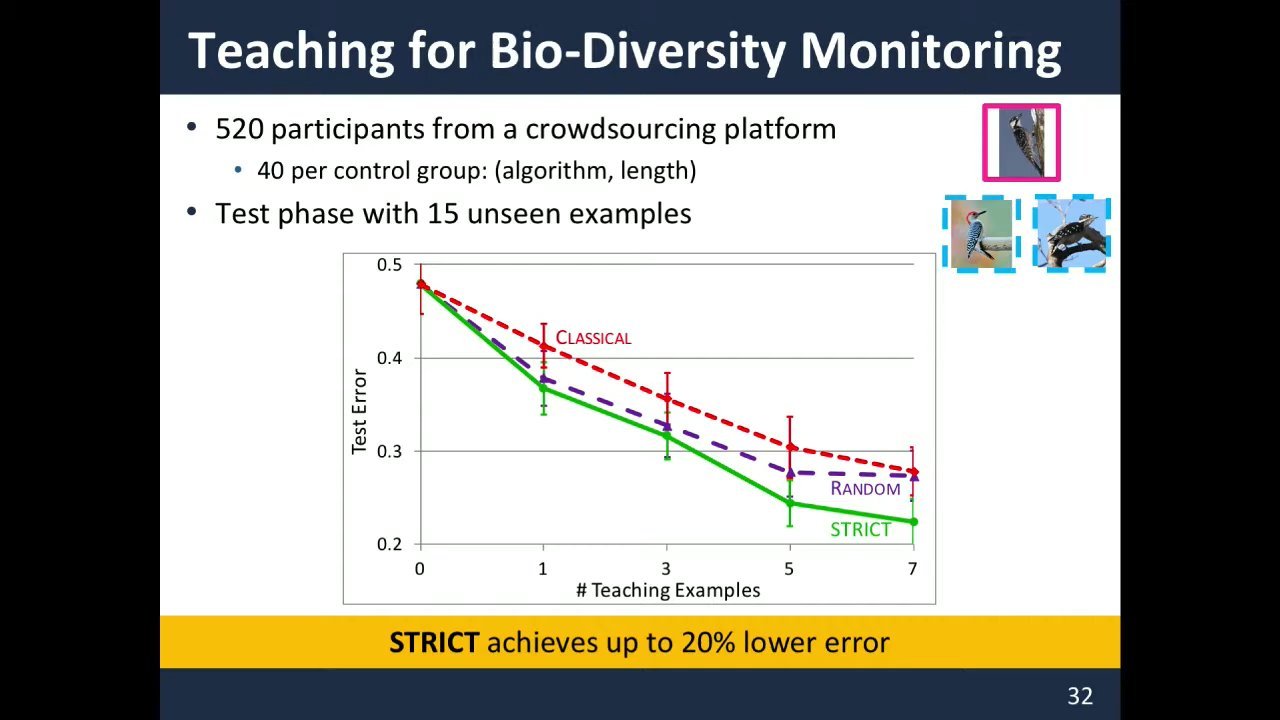 Teaching for Bio-Diversity Monitoring
• 520 participants from a crowdsourcing platform
• 40 per control group: (algorithm, length)
• Test phase with 15 unseen examples
0.5
0.4
0.3
0.2
Test Error
CLASSICAL
RANDOM
STRICT
0 1 3 5 7
# Teaching Examples
STRICT achieves up to 20% lower error
32